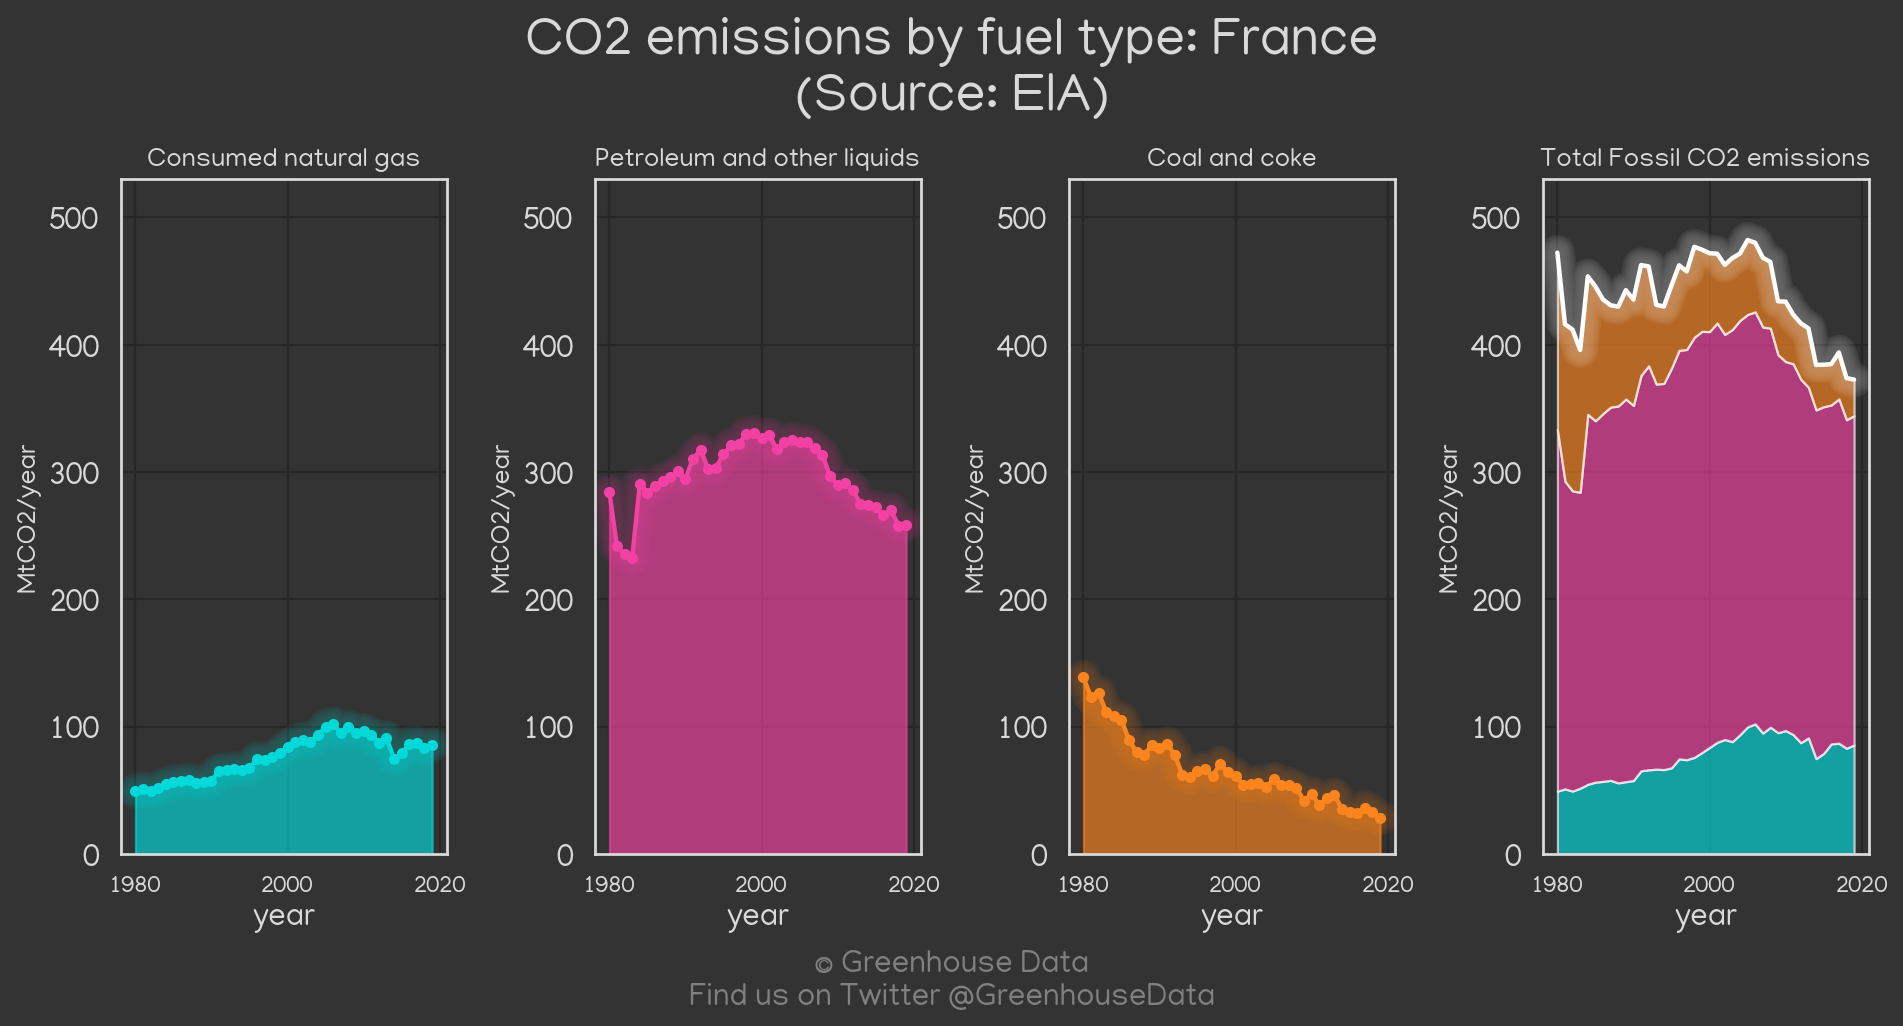 CO2 emissions by fuel type: France
(Source: EIA)
Consumed natural gas
Petroleum and other liquids
Coal and coke
Total Fossil CO2 emissions
500
400
300
200
100
0
MtCO2/year
1980
2000
2020
year
500
400
300
200
100
0
MtCO2/year
1980
2000
2020
year
500
400
300
200
100
0
MtCO2/year
1980
2000
2020
year
500
400
300
200
100
0
MtCO2/year
1980
2000
2020
year
© Greenhouse Data
Find us on Twitter @GreenhouseData